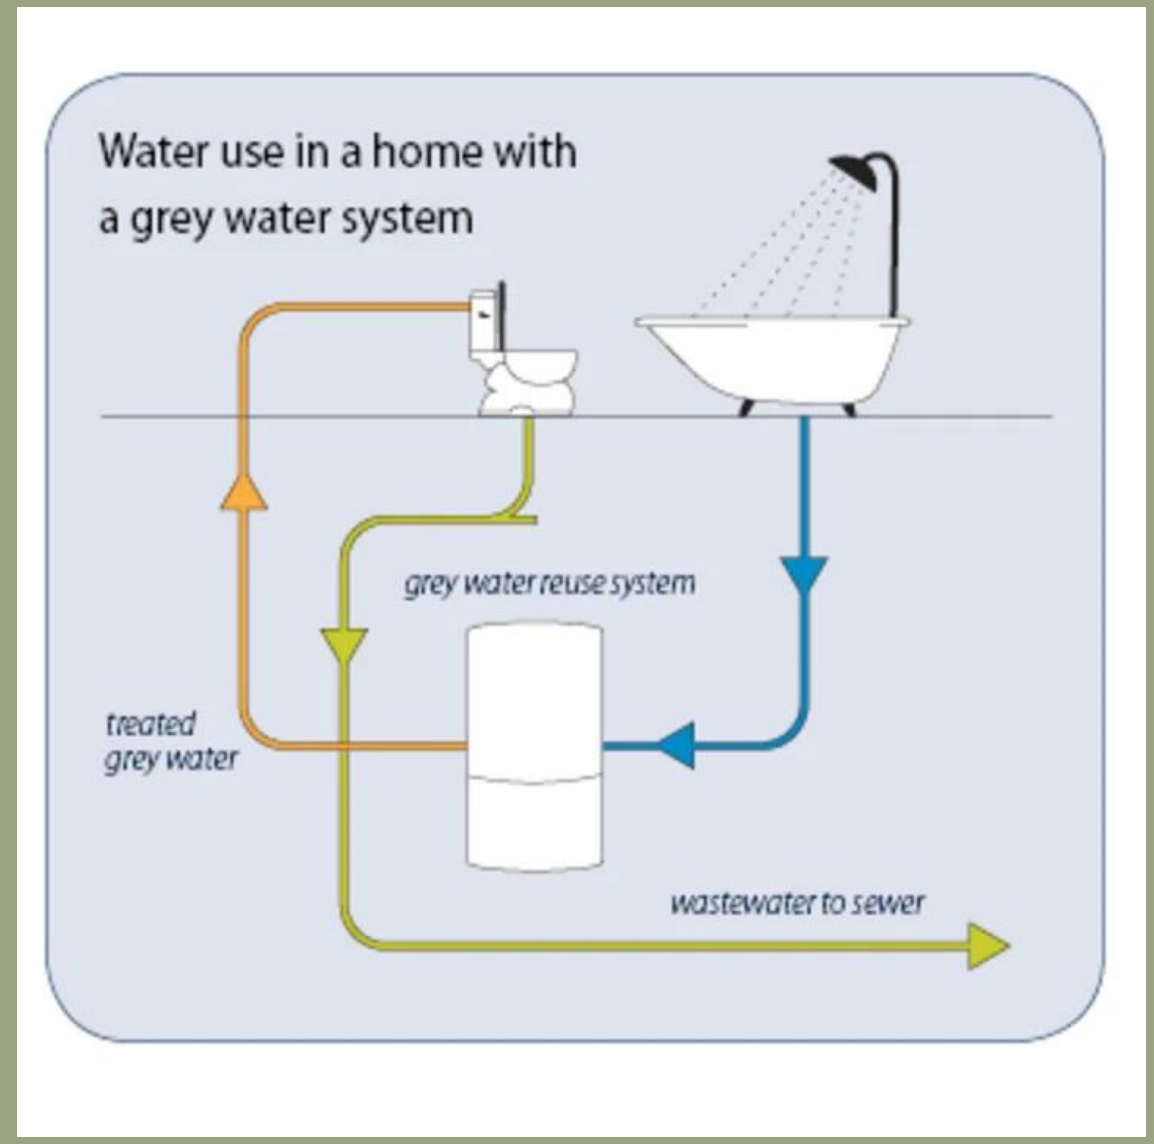 Water use in a home with
a grey water system
grey water reuse system
treated
grey water
wastewater to sewer